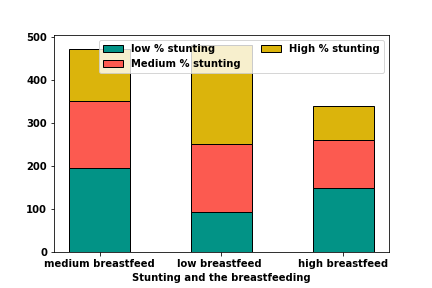 500
400
300
200
100
0
low % stunting
Medium % stunting
High % stunting
medium breastfeed
low breastfeed
high breastfeed
Stunting and the breastfeeding